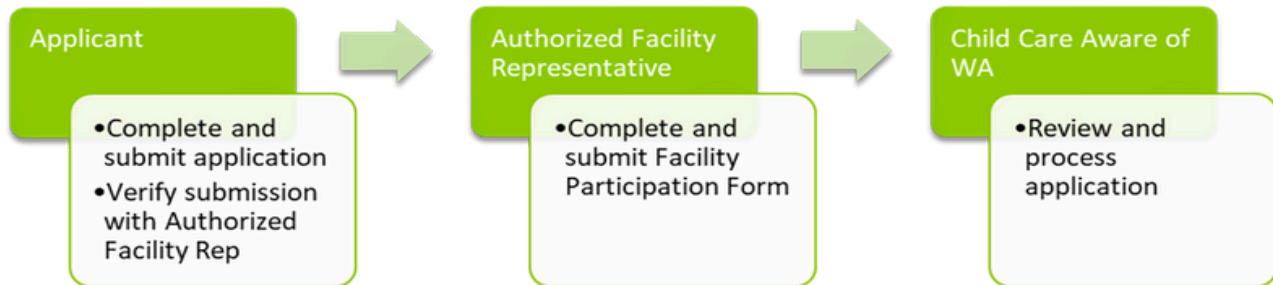 Applicant
•Complete and
submit application
•Verify submission
with Authorized
Facility Rep
Authorized Facility
Representative
•Complete and
submit Facility
Participation Form
Child Care Aware of
WA
•Review and
process
application